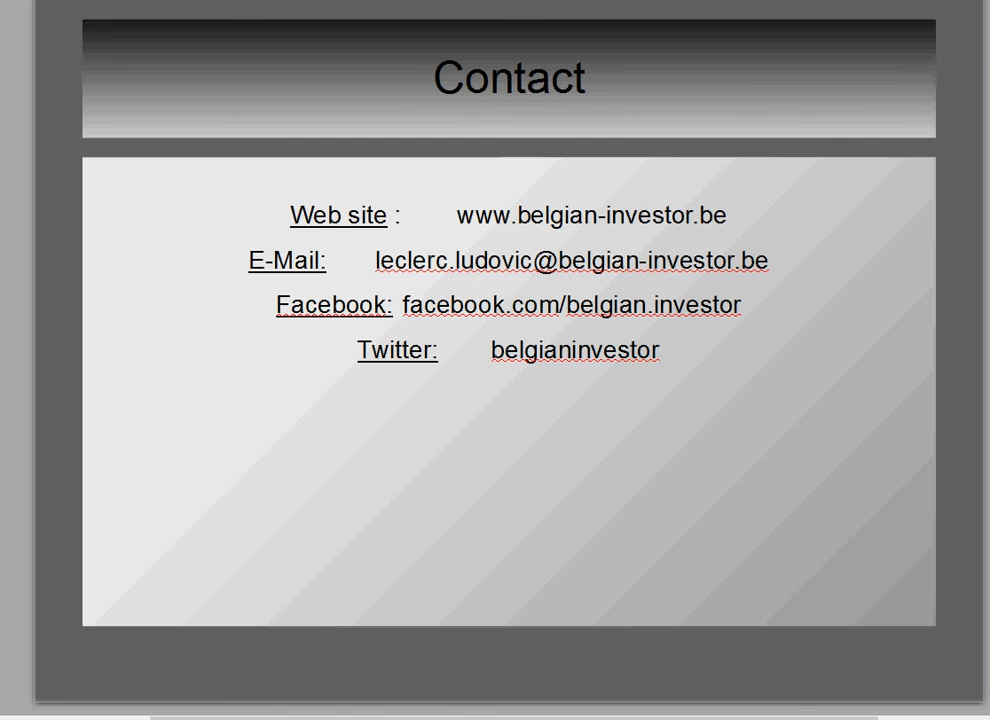 Contact
Web site : www.belgian-investor.be
E-Mail: leclerc.ludovic@belgian-investor.be
Facebook: facebook.com/belgian.investor
Twitter: belgianinvestor